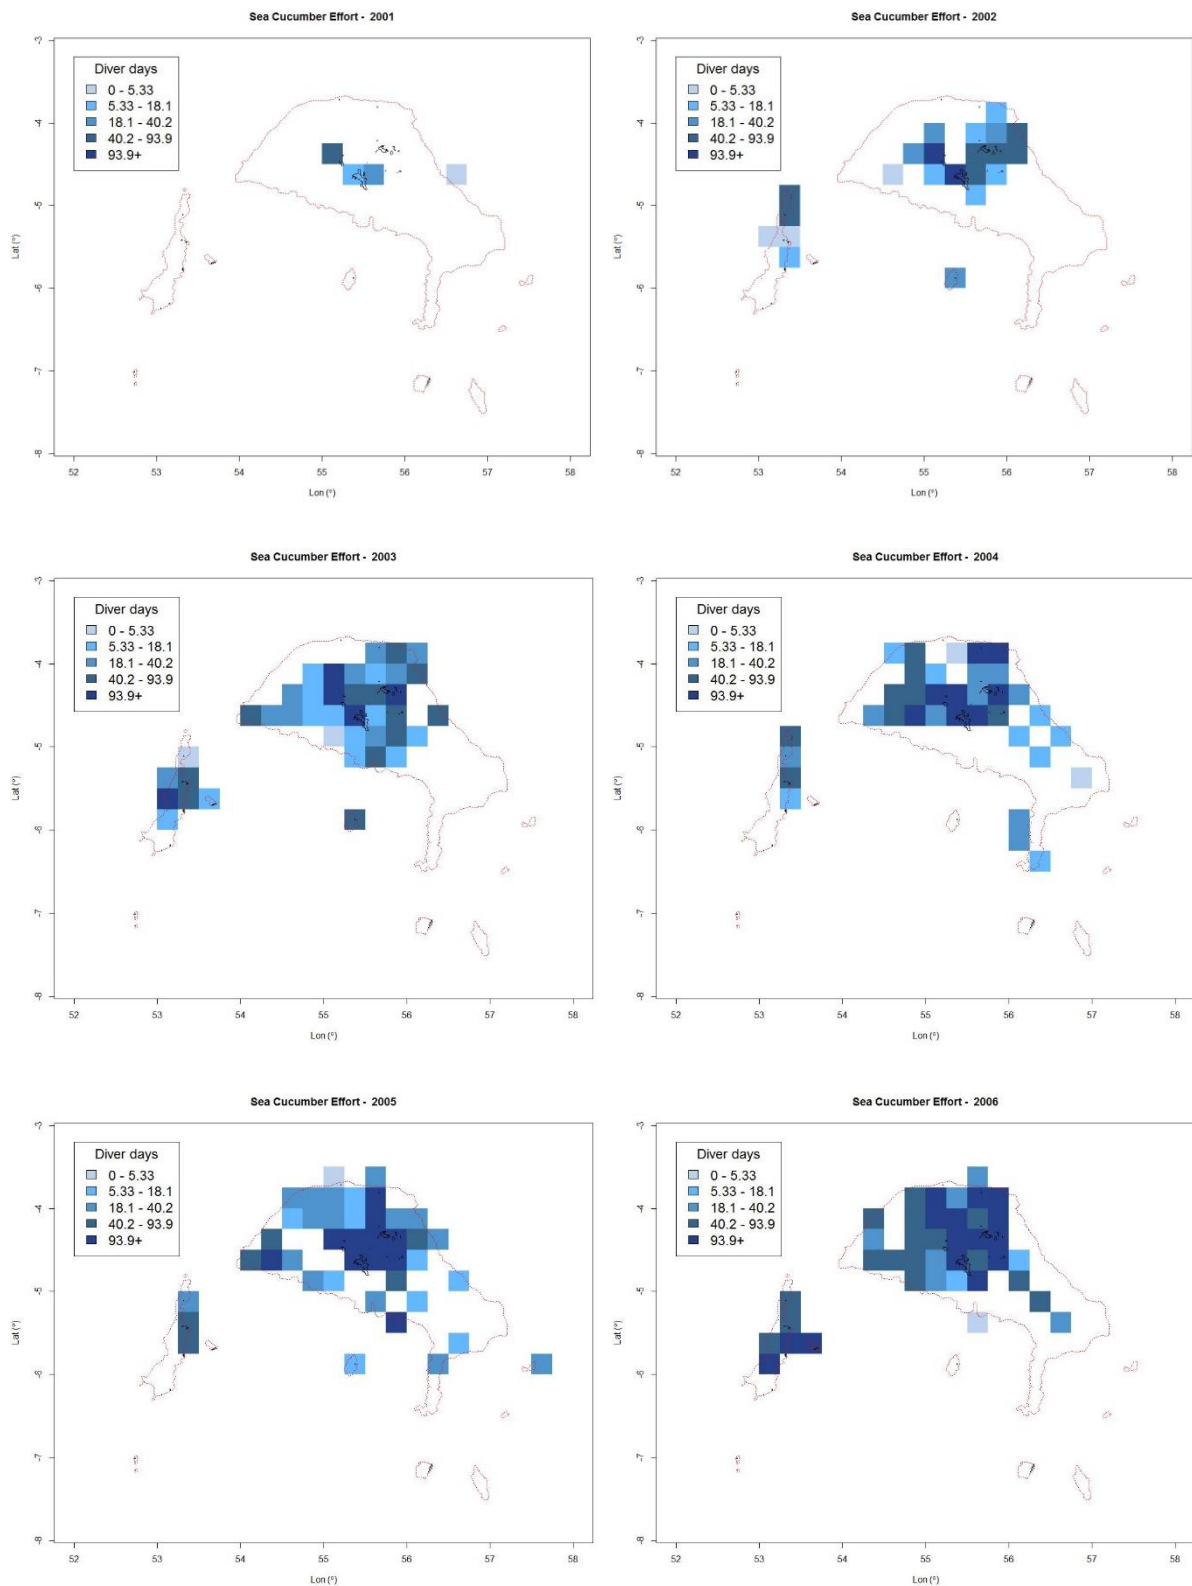 Sea Cucumber Effort - 2001
Diver days
0 - 5.33
5.33 - 18.1
18.1 - 40.2
40.2 - 93.9
93.9+
Lat (°)
-3
-4
-5
-6
-7
-8
52 53 54 55 56 57 58
Lon (°)
Sea Cucumber Effort - 2002
Diver days
0 - 5.33
5.33 - 18.1
18.1 - 40.2
40.2 - 93.9
93.9+
Lat (°)
-3
-4
-5
-6
-7
-8
52 53 54 55 56 57 58
Lon (°)
Sea Cucumber Effort - 2003
Diver days
0 - 5.33
5.33 - 18.1
18.1 - 40.2
40.2 - 93.9
93.9+
Lat (°)
-3
-4
-5
-6
-7
-8
52 53 54 55 56 57 58
Lon (°)
Sea Cucumber Effort - 2004
Diver days
0 - 5.33
5.33 - 18.1
18.1 - 40.2
40.2 - 93.9
93.9+
Lat (°)
-3
-4
-5
-6
-7
-8
52 53 54 55 56 57 58
Lon (°)
Sea Cucumber Effort - 2005
Diver days
0 - 5.33
5.33 - 18.1
18.1 - 40.2
40.2 - 93.9
93.9+
Lat (°)
-3
-4
-5
-6
-7
-8
52 53 54 55 56 57 58
Lon (°)
Sea Cucumber Effort - 2006
Diver days
0 - 5.33
5.33 - 18.1
18.1 - 40.2
40.2 - 93.9
93.9+
Lat (°)
-3
-4
-5
-6
-7
-8
52 53 54 55 56 57 58
Lon (°)